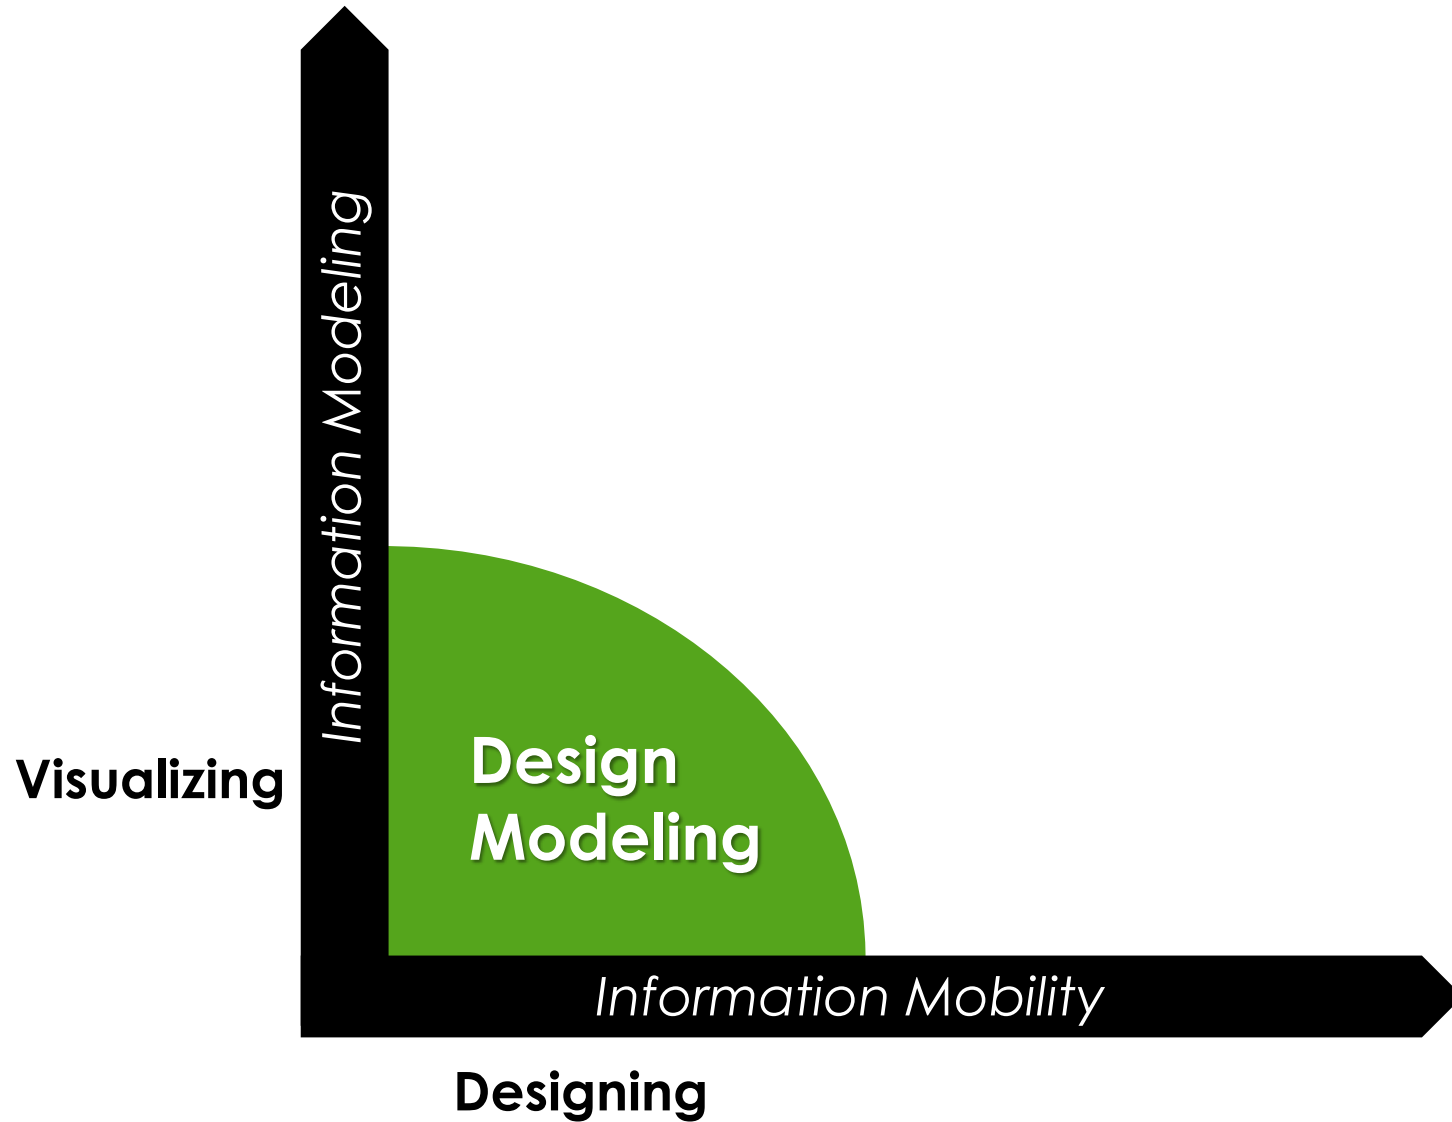 Information Modeling
Visualizing
Design
Modeling
Information Mobility
Designing